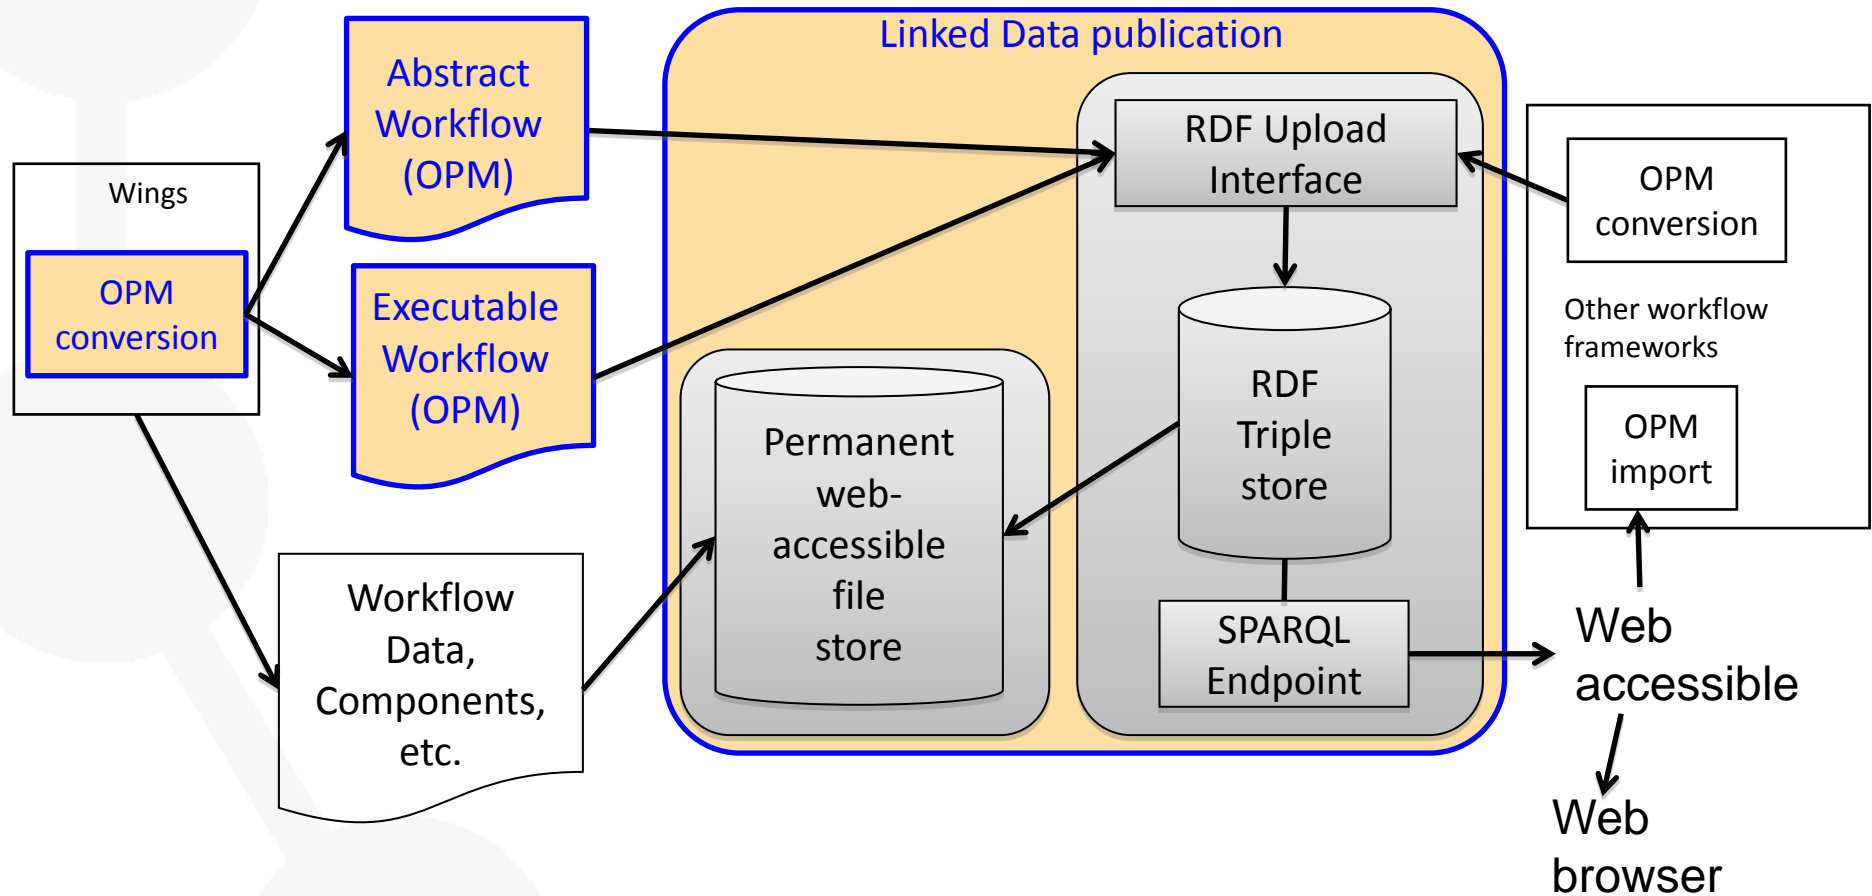 Linked Data publication
Abstract
Workflow
(OPM)
Wings
OPM
conversion
Executable
Workflow
(OPM)
Workflow
Data,
Components,
etc.
Permanent
web-
accessible
file
store
RDF Upload
Interface
RDF
Triple
store
SPARQL
Endpoint
OPM
conversion
Other workflow
frameworks
OPM
import
Web
accessible
Web
browser